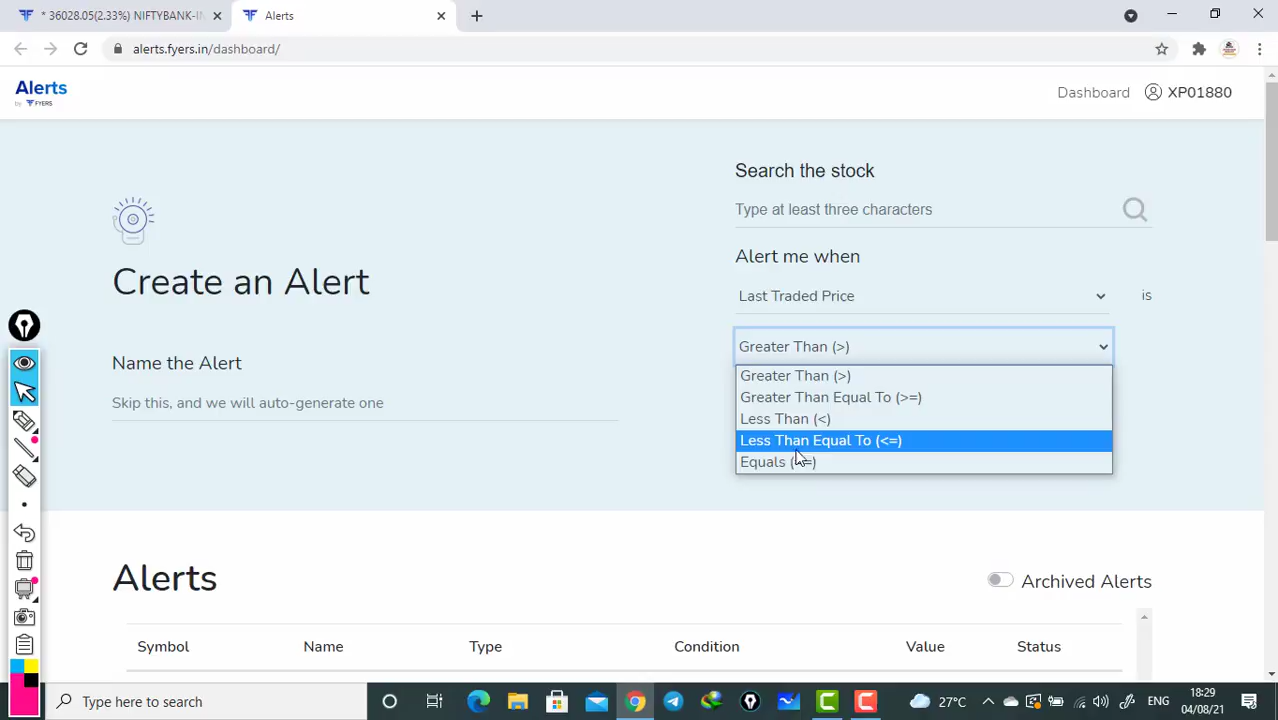 * 36028.05(2.33%) NIFTYBANK-IN
Alerts
alerts.fyers.in/dashboard/
Alerts
by FYERS
Dashboard
XP01880
Search the stock
Type at least three characters
Alert me when
Last Traded Price
is
Create an Alert
Greater Than (>)
Name the Alert
Greater Than (>)
Skip this, and we will auto-generate one
Greater Than Equal To (>=)
Less Than (<)
Less Than Equal To (<=)
Equals (=)
Alerts
Archived Alerts
Symbol Name Type Condition Value Status
Type here to search
27°C
ENG
18:29
04/08/21